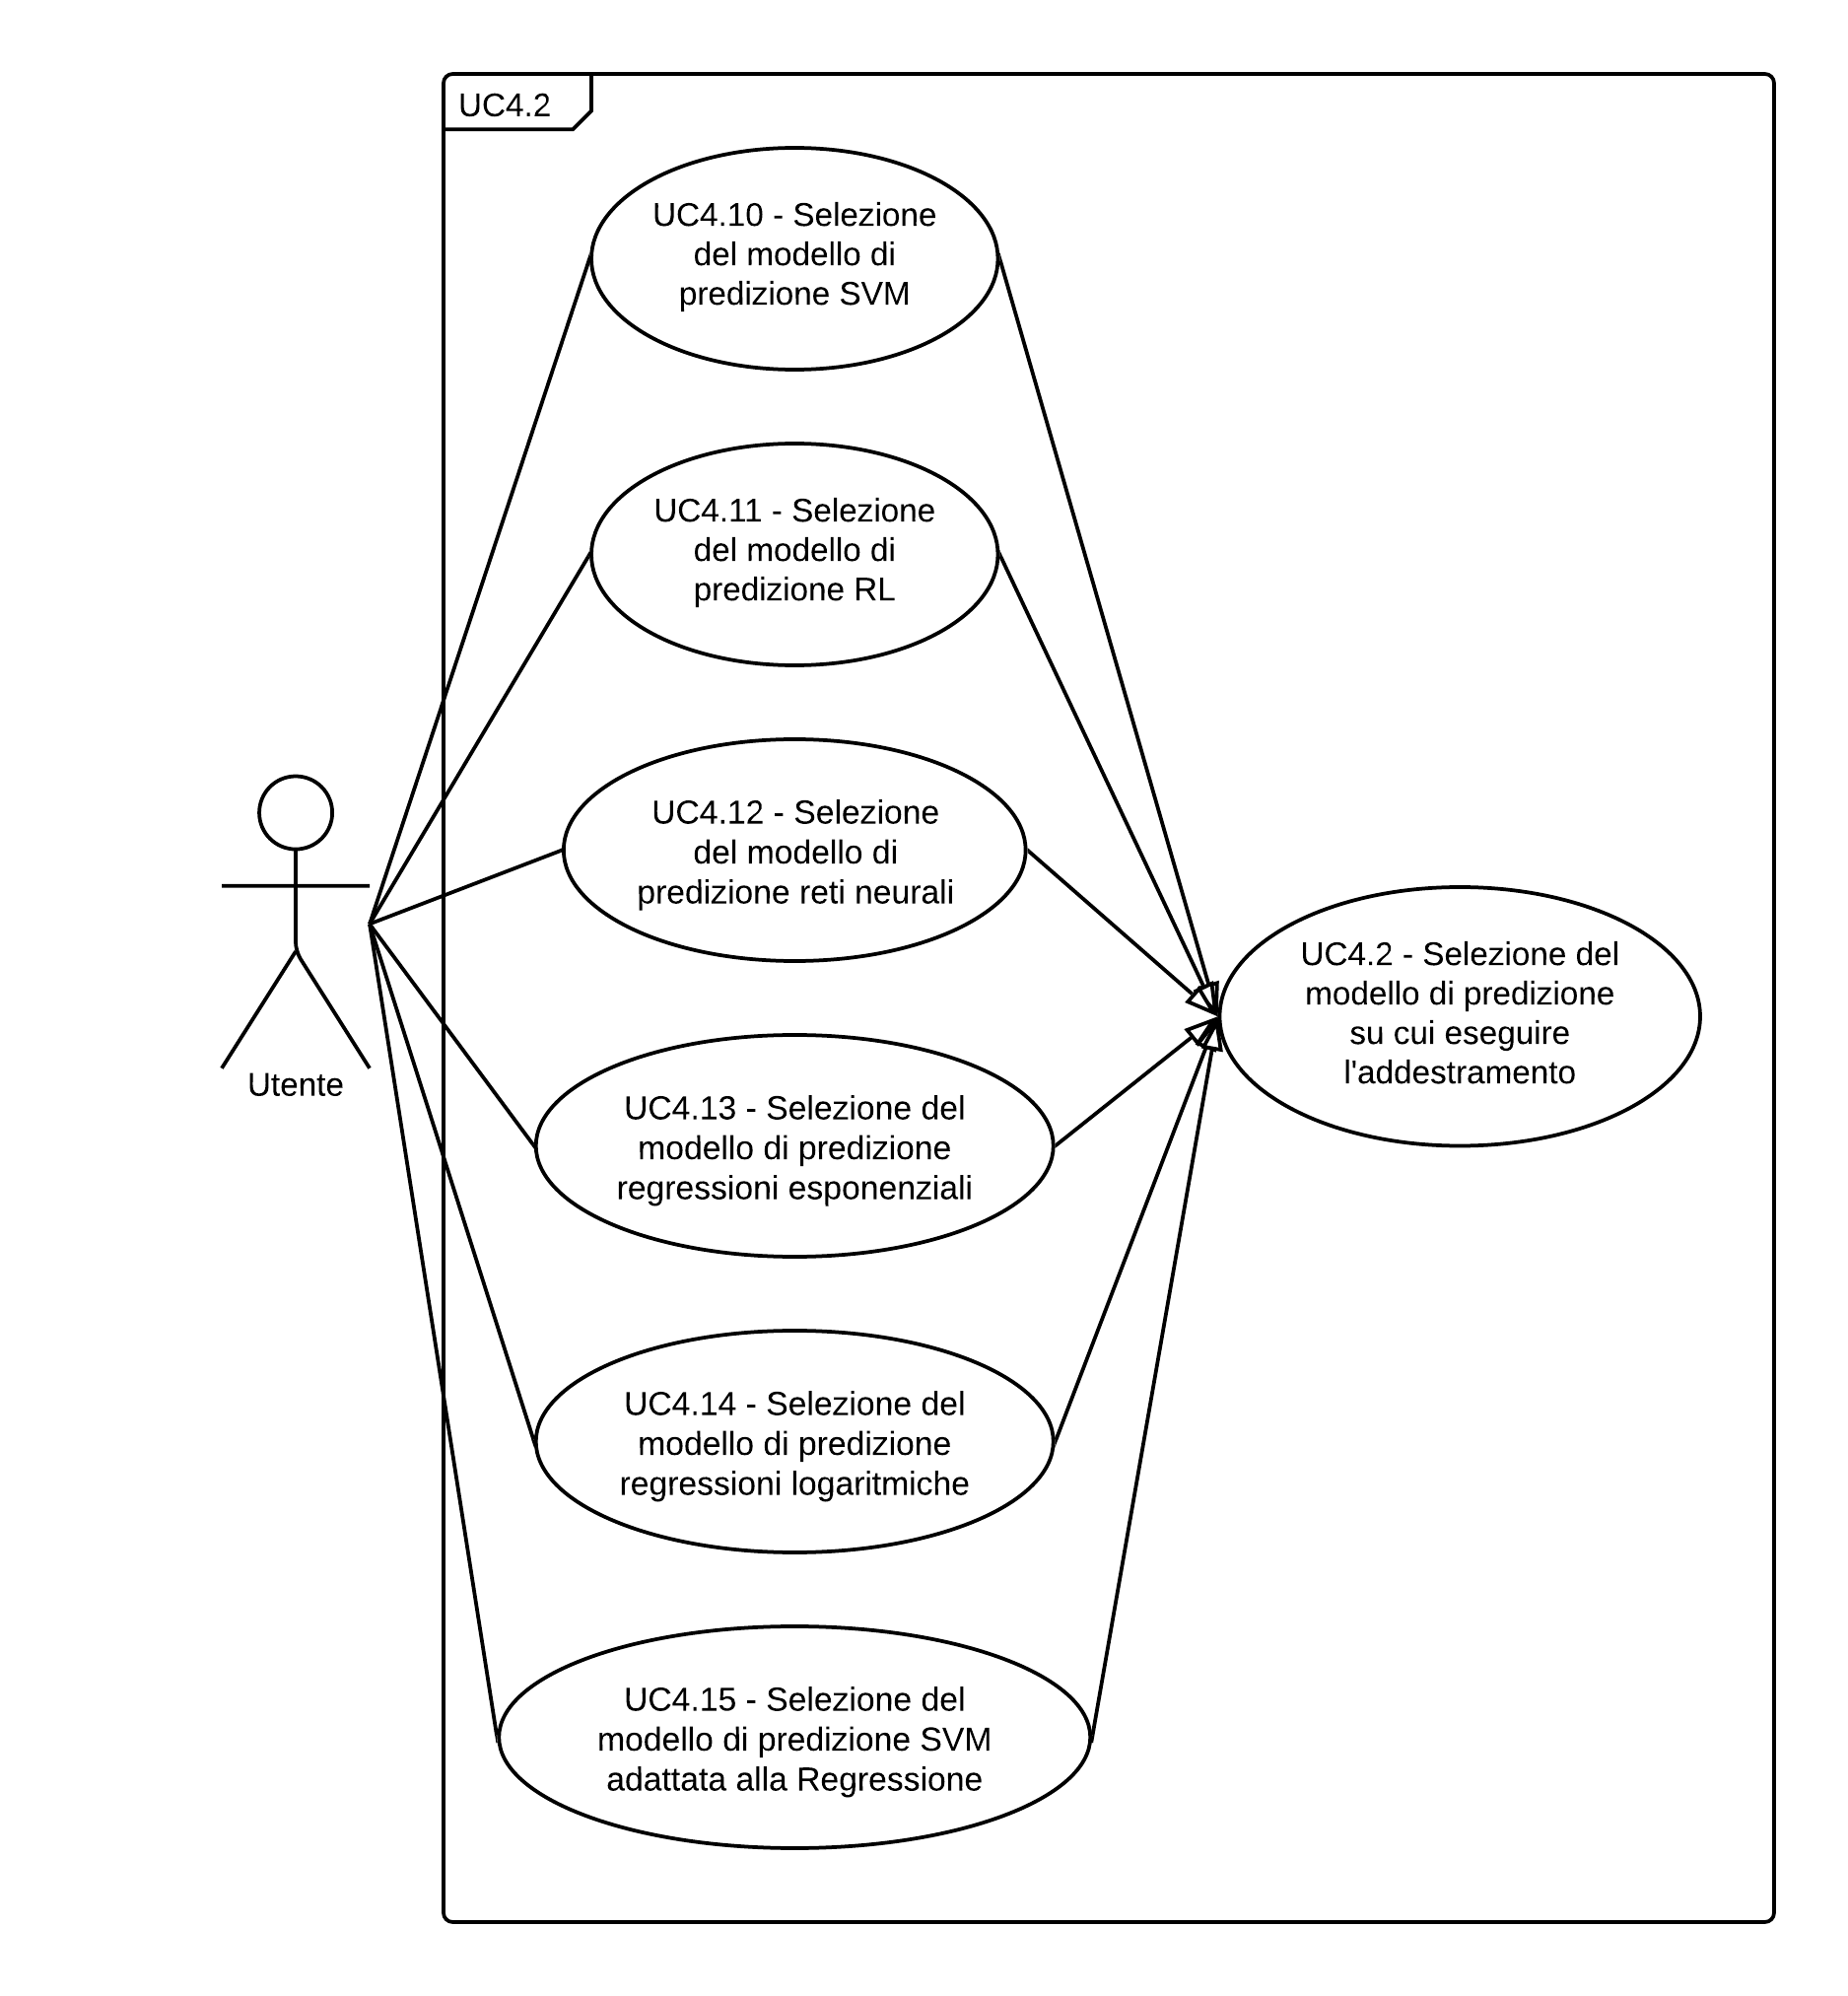 UC4.2
UC4.10 - Selezione
del modello di
predizione SVM
UC4.11 - Selezione
del modello di
predizione RL
UC4.12 - Selezione
del modello di
predizione reti neurali
Utente
UC4.2 - Selezione del
modello di predizione
su cui eseguire
l'addestramento
UC4.13 - Selezione del
modello di predizione
regressioni esponenziali
UC4.14 - Selezione del
modello di predizione
regressioni logaritmiche
UC4.15 - Selezione del
modello di predizione SVM
adattata alla Regressione